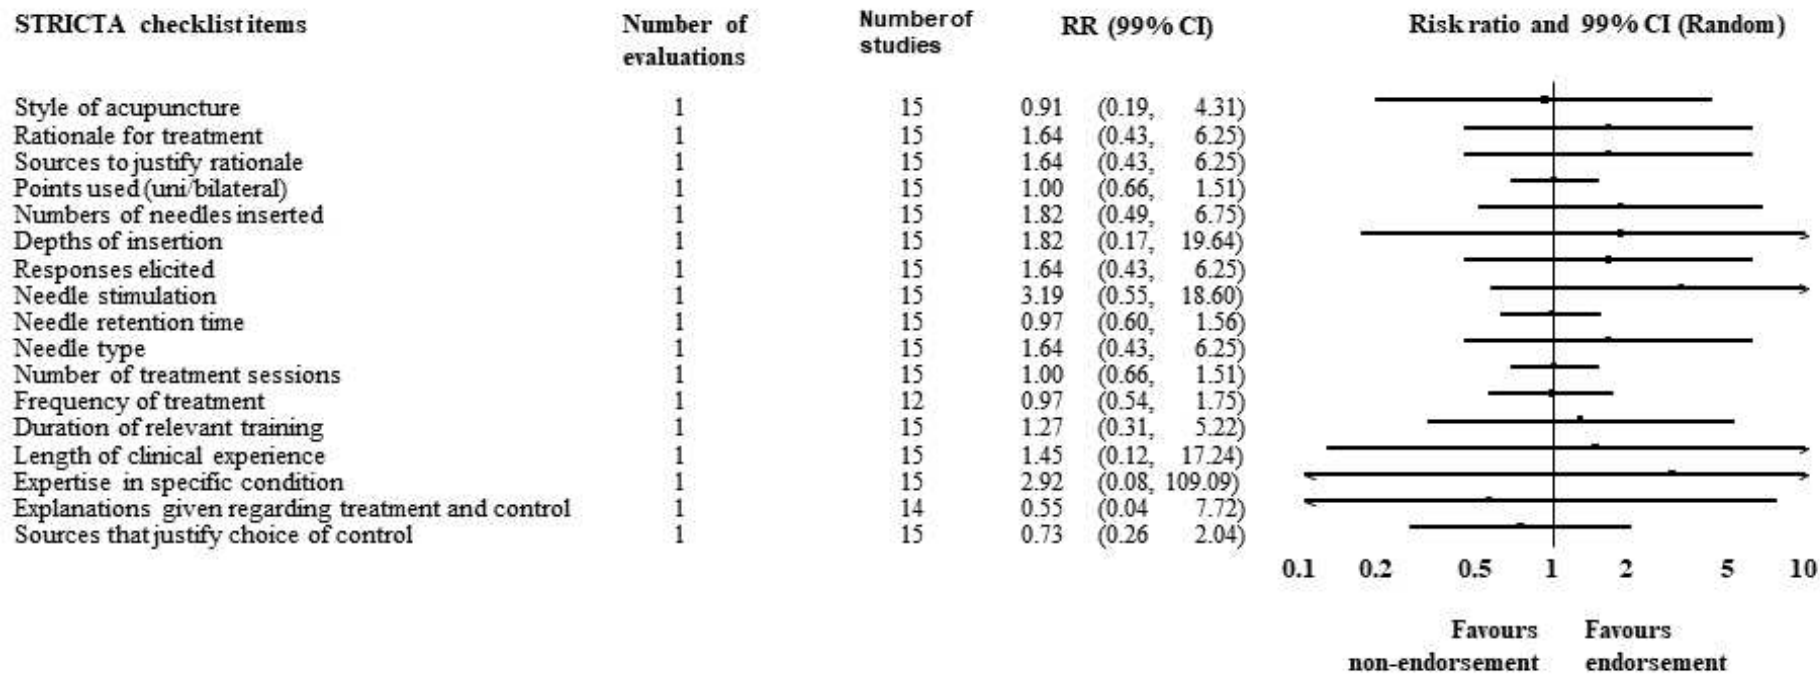 STRICTA checklist items Number of evaluations Number of studies RR (99% CI) Risk ratio and 99% CI (Random)
Style of acupuncture 1 15 0.91 (0.19, 4.31)
Rationale for treatment 1 15 1.64 (0.43, 6.25)
Sources to justify rationale 1 15 1.64 (0.43, 6.25)
Points used (uni/bilateral) 1 15 1.00 (0.66, 1.51)
Numbers of needles inserted 1 15 1.82 (0.49, 6.75)
Depths of insertion 1 15 1.82 (0.17, 19.64)
Responses elicited 1 15 1.64 (0.43, 6.25)
Needle stimulation 1 15 3.19 (0.55, 18.60)
Needle retention time 1 15 0.97 (0.60, 1.56)
Needle type 1 15 1.64 (0.43, 6.25)
Number of treatment sessions 1 15 1.00 (0.66, 1.51)
Frequency of treatment 1 12 0.97 (0.54, 1.75)
Duration of relevant training 1 15 1.27 (0.31, 5.22)
Length of clinical experience 1 15 1.45 (0.12, 17.24)
Expertise in specific condition 1 15 2.92 (0.08, 109.09)
Explanations given regarding treatment and control 1 14 0.55 (0.04 7.72)
Sources that justify choice of control 1 15 0.73 (0.26 2.04)
0.1 0.2 0.5 1 2 5 10
Favours non-endorsement Favours endorsement